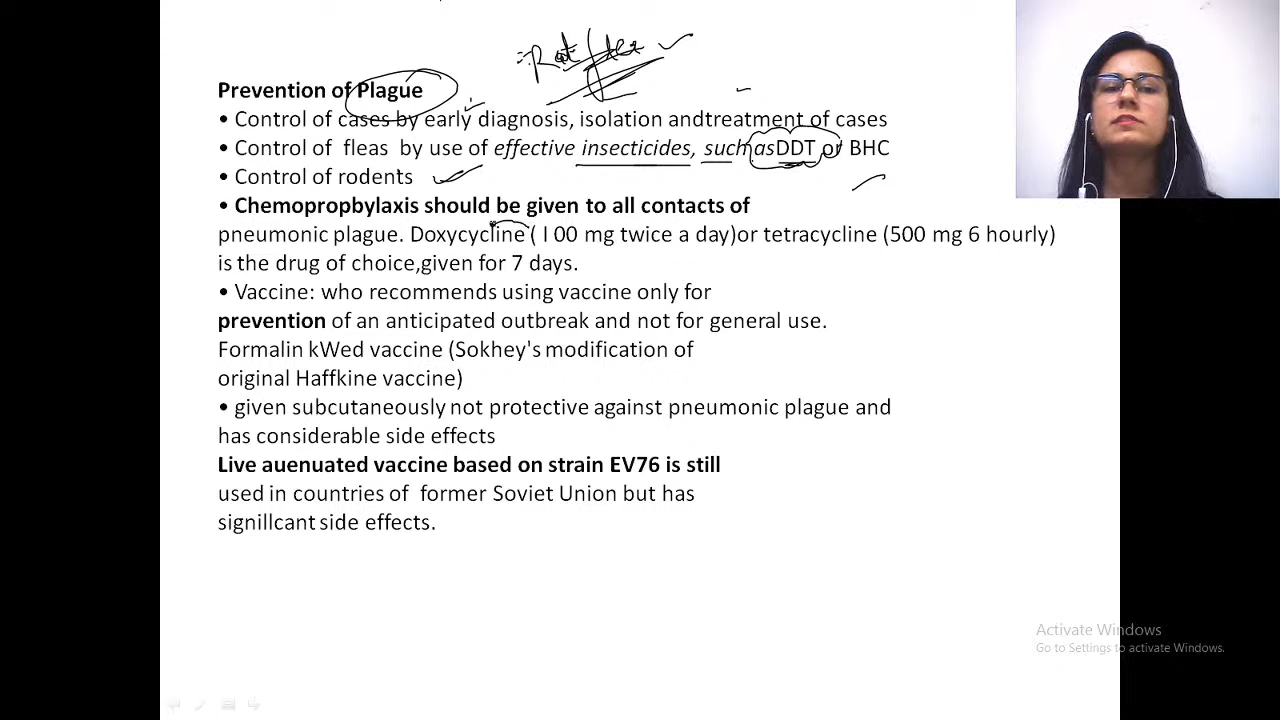 Rat flea
Prevention of Plague
• Control of cases by early diagnosis, isolation andtreatment of cases
• Control of fleas by use of effective insecticides, such asDDT or BHC
• Control of rodents
• Chemopropbylaxis should be given to all contacts of
pneumonic plague. Doxycycline ( I 00 mg twice a day)or tetracycline (500 mg 6 hourly)
is the drug of choice,given for 7 days.
• Vaccine: who recommends using vaccine only for
prevention of an anticipated outbreak and not for general use.
Formalin kWed vaccine (Sokhey's modification of
original Haffkine vaccine)
• given subcutaneously not protective against pneumonic plague and
has considerable side effects
Live auenuated vaccine based on strain EV76 is still
used in countries of former Soviet Union but has
signillcant side effects.
Activate Windows
Go to Settings to activate Windows.